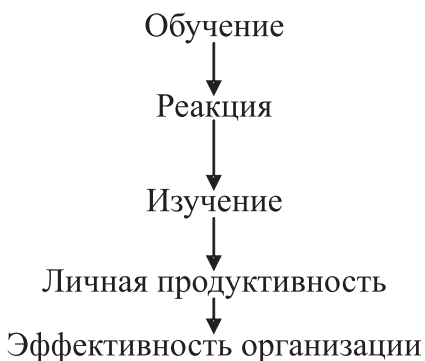 Обучение
Реакция
Изучение
Личная продуктивность
Эффективность организации